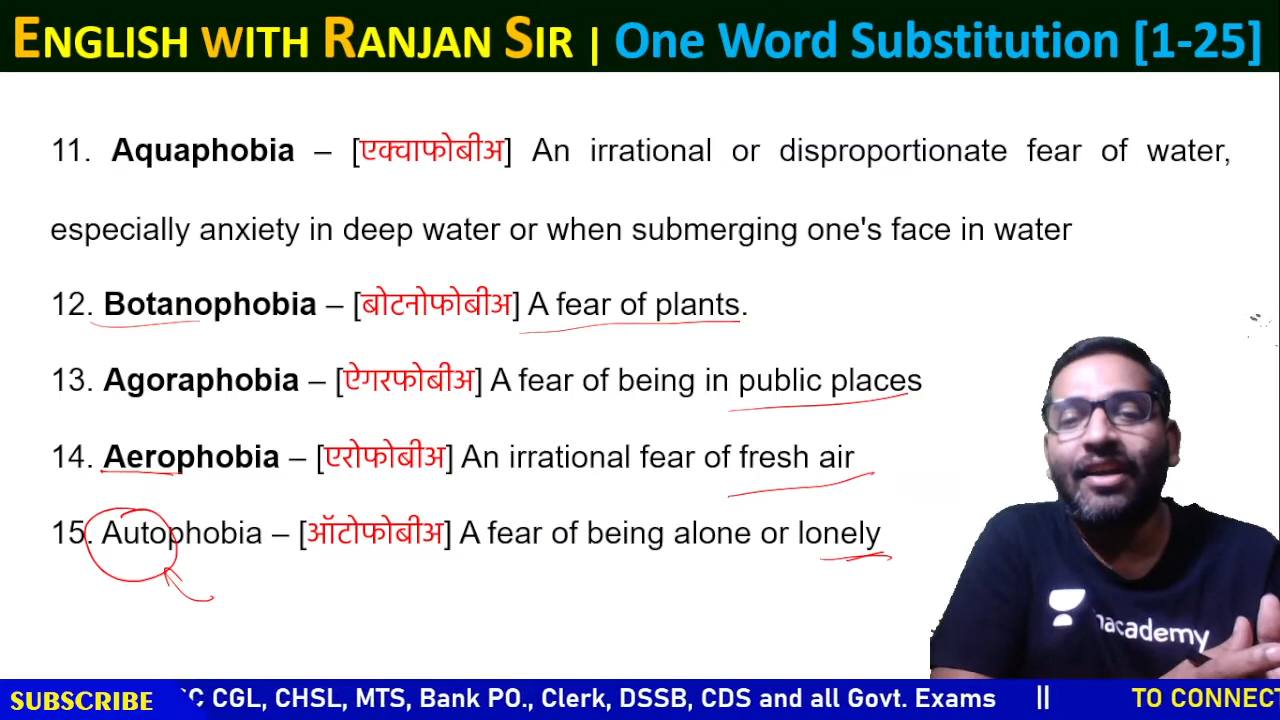 ENGLISH WITH RANJAN SIR | One Word Substitution [1-25]
11. Aquaphobia – [एक्वाफोबीअ] An irrational or disproportionate fear of water,
especially anxiety in deep water or when submerging one's face in water
12. Botanophobia – [बोटनोफोबीअ] A fear of plants.
13. Agoraphobia – [ऐगरफोबीअ] A fear of being in public places
14. Aerophobia – [एरोफोबीअ] An irrational fear of fresh air
15. Autophobia – [ऑटोफोबीअ] A fear of being alone or lonely
nacademy
SUBSCRIBE C CGL, CHSL, MTS, Bank PO., Clerk, DSSB, CDS and all Govt. Exams || TO CONNECT